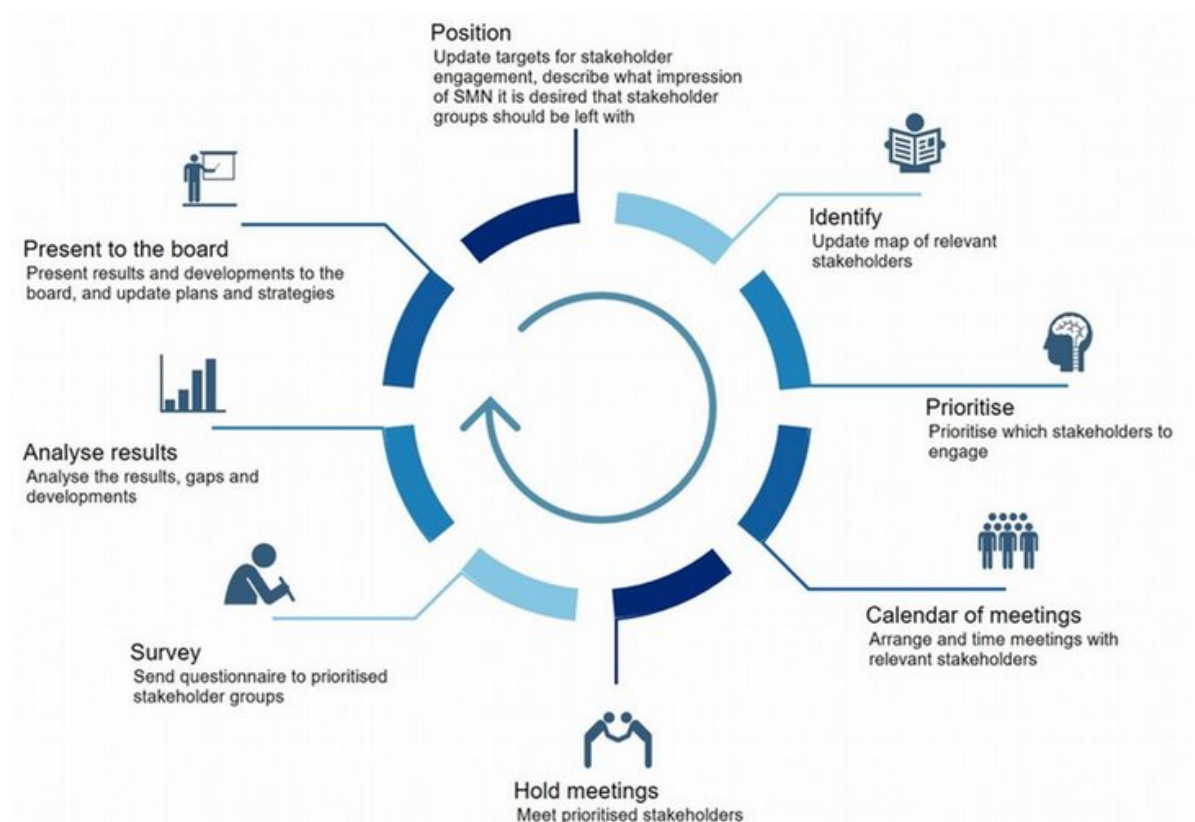 Position
Update targets for stakeholder
engagement, describe what impression
of SMN it is desired that stakeholder
groups should be left with
Identify
Update map of relevant
stakeholders
Prioritise
Prioritise which stakeholders to
engage
Calendar of meetings
Arrange and time meetings with
relevant stakeholders
Hold meetings
Meet prioritised stakeholders
Survey
Send questionnaire to prioritised
stakeholder groups
Analyse results
Analyse the results, gaps and
developments
Present to the board
Present results and developments to the
board, and update plans and strategies